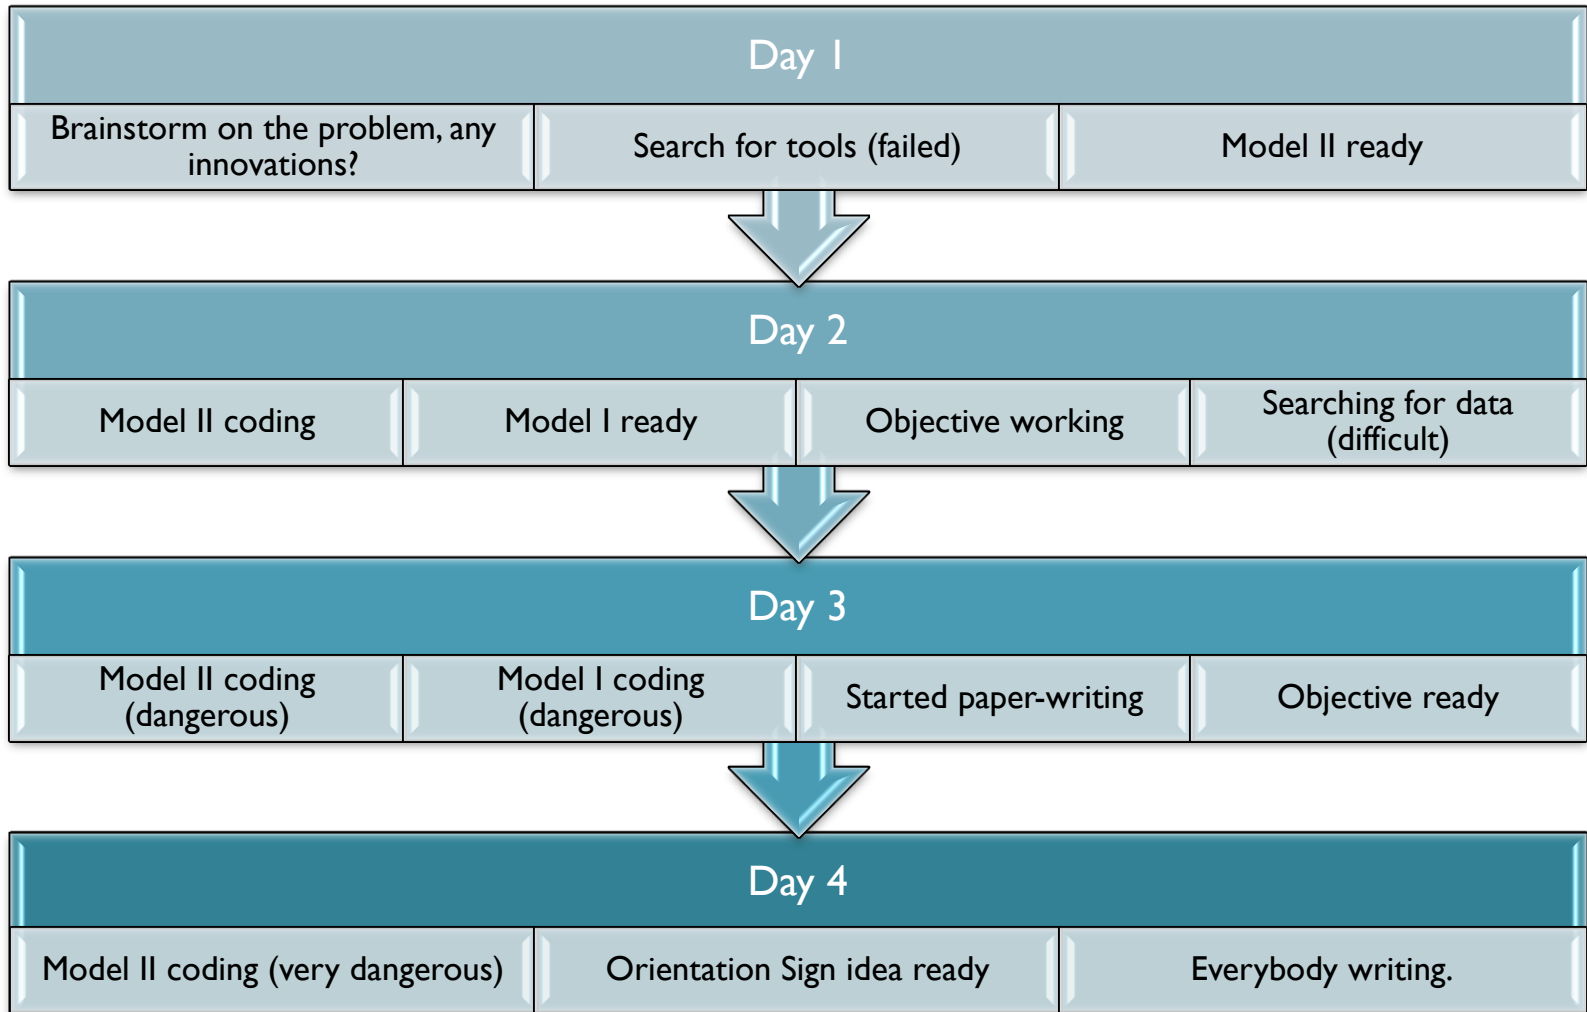 Day 1
Brainstorm on the problem, any
innovations?
Search for tools (failed)
Model II ready
Day 2
Model II coding
Model I ready
Objective working
Searching for data
(difficult)
Day 3
Model II coding
(dangerous)
Model I coding
(dangerous)
Started paper-writing
Objective ready
Day 4
Model II coding (very dangerous)
Orientation Sign idea ready
Everybody writing.